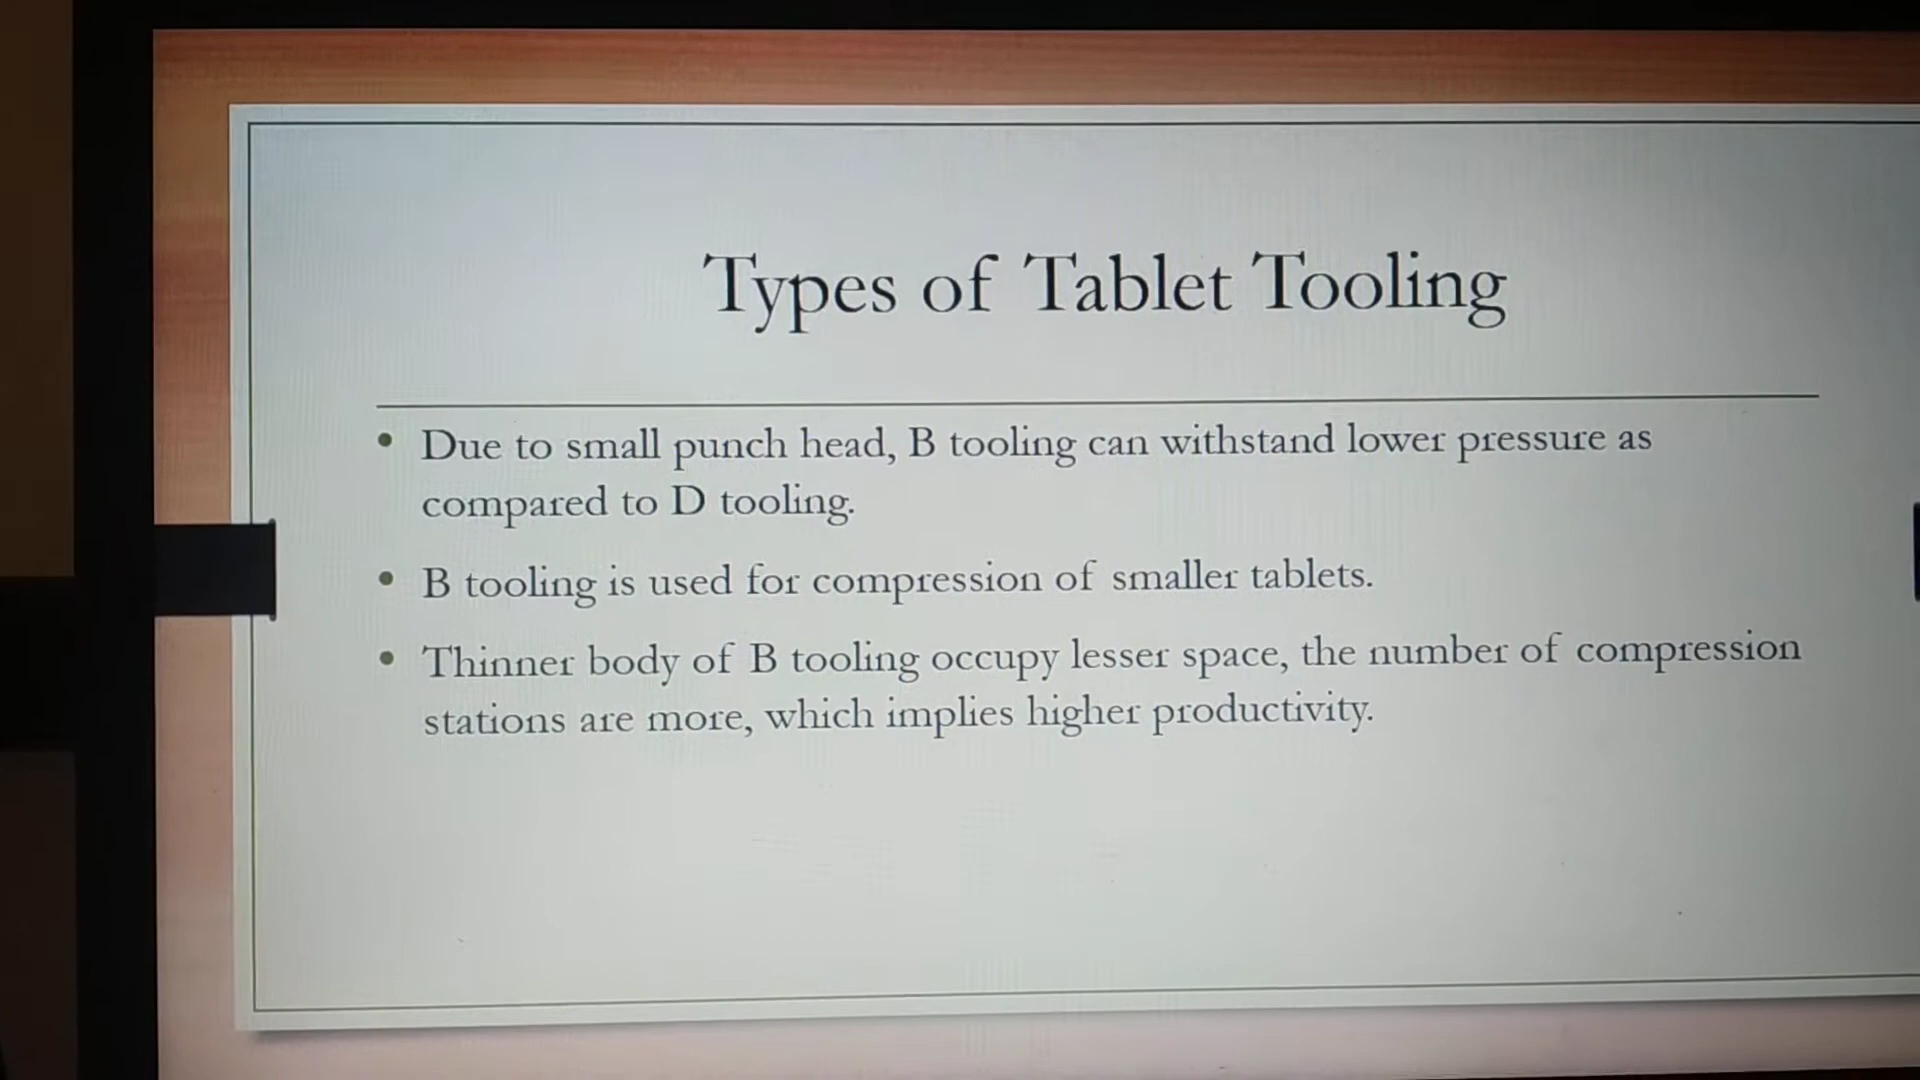 Types of Tablet Tooling
• Due to small punch head, B tooling can withstand lower pressure as
compared to D tooling.
• B tooling is used for compression of smaller tablets.
• Thinner body of B tooling occupy lesser space, the number of compression
stations are more, which implies higher productivity.